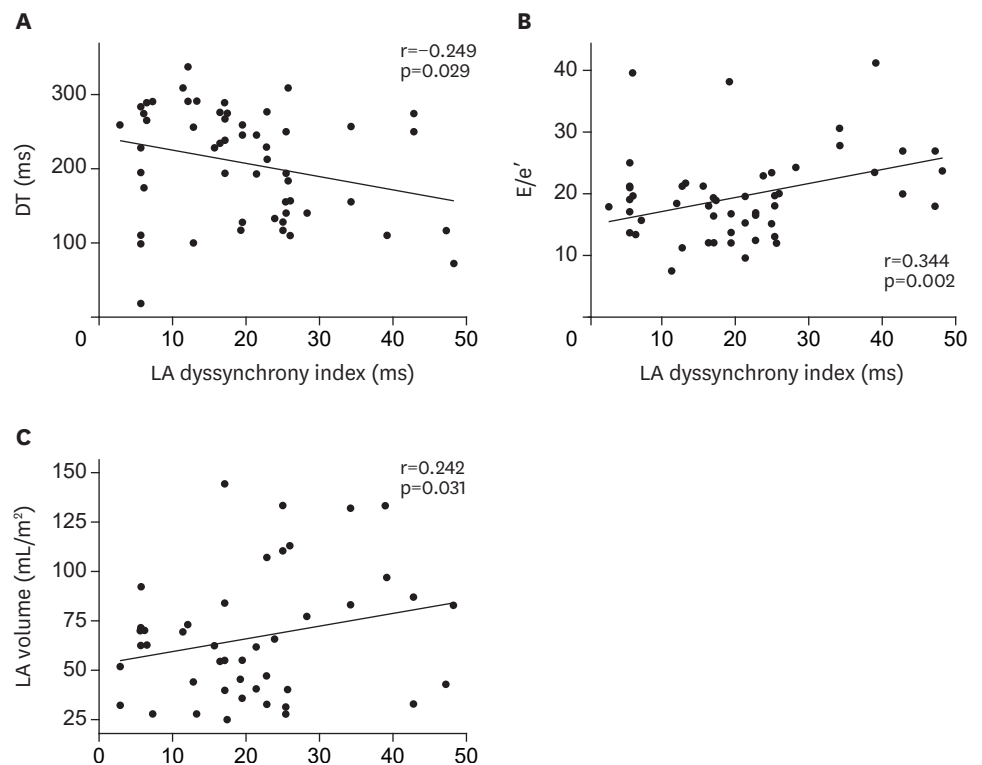 A
r=−0.249
p=0.029
300
200
100
DT (ms)
0 10 20 30 40 50
LA dyssynchrony index (ms)
B
40
30
20
10
E/e′
r=0.344
p=0.002
0 10 20 30 40 50
LA dyssynchrony index (ms)
C
r=0.242
p=0.031
150
125
100
75
50
25
LA volume (mL/m²)
0 10 20 30 40 50